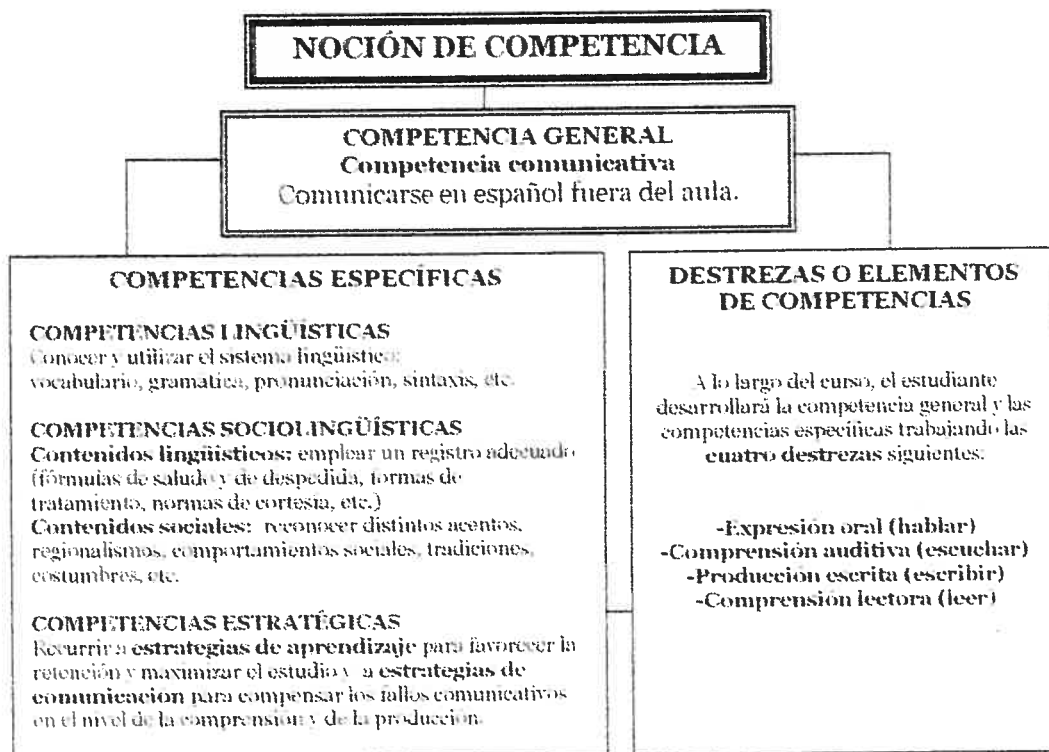 NOCIÓN DE COMPETENCIA
COMPETENCIA GENERAL
Competencia comunicativa
Comunicarse en español fuera del aula.
COMPETENCIAS ESPECÍFICAS
COMPETENCIAS LINGÜÍSTICAS
Conocer y utilizar el sistema lingüístico:
vocabulario, gramática, pronunciación, sintaxis, etc.
COMPETENCIAS SOCIOLINGÜÍSTICAS
Contenidos lingüísticos: emplear un registro adecuado
(fórmulas de saludo y de despedida, formas de
tratamiento, normas de cortesía, etc.)
Contenidos sociales: reconocer distintos acentos,
regionalismos, comportamientos sociales, tradiciones,
costumbres, etc.
COMPETENCIAS ESTRATÉGICAS
Recurrir a estrategias de aprendizaje para favorecer la
retención y maximizar el estudio y a estrategias de
comunicación para compensar los fallos comunicativos
en el nivel de la comprensión y de la producción.
DESTREZAS O ELEMENTOS
DE COMPETENCIAS
A lo largo del curso, el estudiante
desarrollará la competencia general y las
competencias específicas trabajando las
cuatro destrezas siguientes:
-Expresión oral (hablar)
-Comprensión auditiva (escuchar)
-Producción escrita (escribir)
-Comprensión lectora (leer)